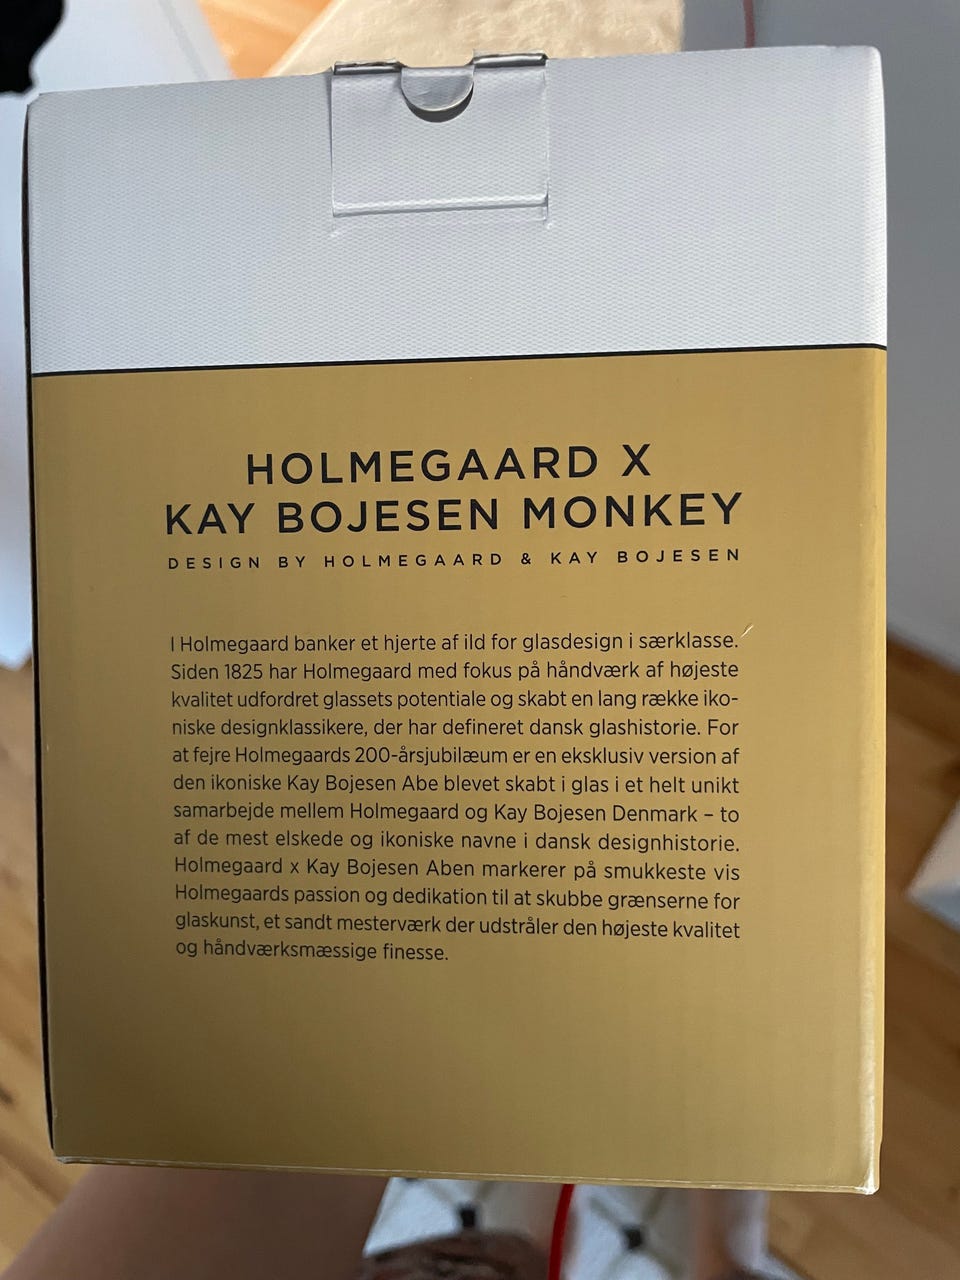 HOLMEGAARD X
KAY BOJESEN MONKEY
DESIGN BY HOLMEGAARD & KAY BOJESEN
I Holmegaard banker et hjerte af ild for glasdesign i særklasse.
Siden 1825 har Holmegaard med fokus på håndværk af højeste
kvalitet udfordret glassets potentiale og skabt en lang række iko-
niske designklassikere, der har defineret dansk glashistorie. For
at fejre Holmegaards 200-årsjubilæum er en eksklusiv version af
den ikoniske Kay Bojesen Abe blevet skabt i glas i et helt unikt
samarbejde mellem Holmegaard og Kay Bojesen Denmark – to
af de mest elskede og ikoniske navne i dansk designhistorie.
Holmegaard x Kay Bojesen Aben markerer på smukkeste vis
Holmegaards passion og dedikation til at skubbe grænserne for
glaskunst, et sandt mesterværk der udstråler den højeste kvalitet
og håndværksmæssige finesse.